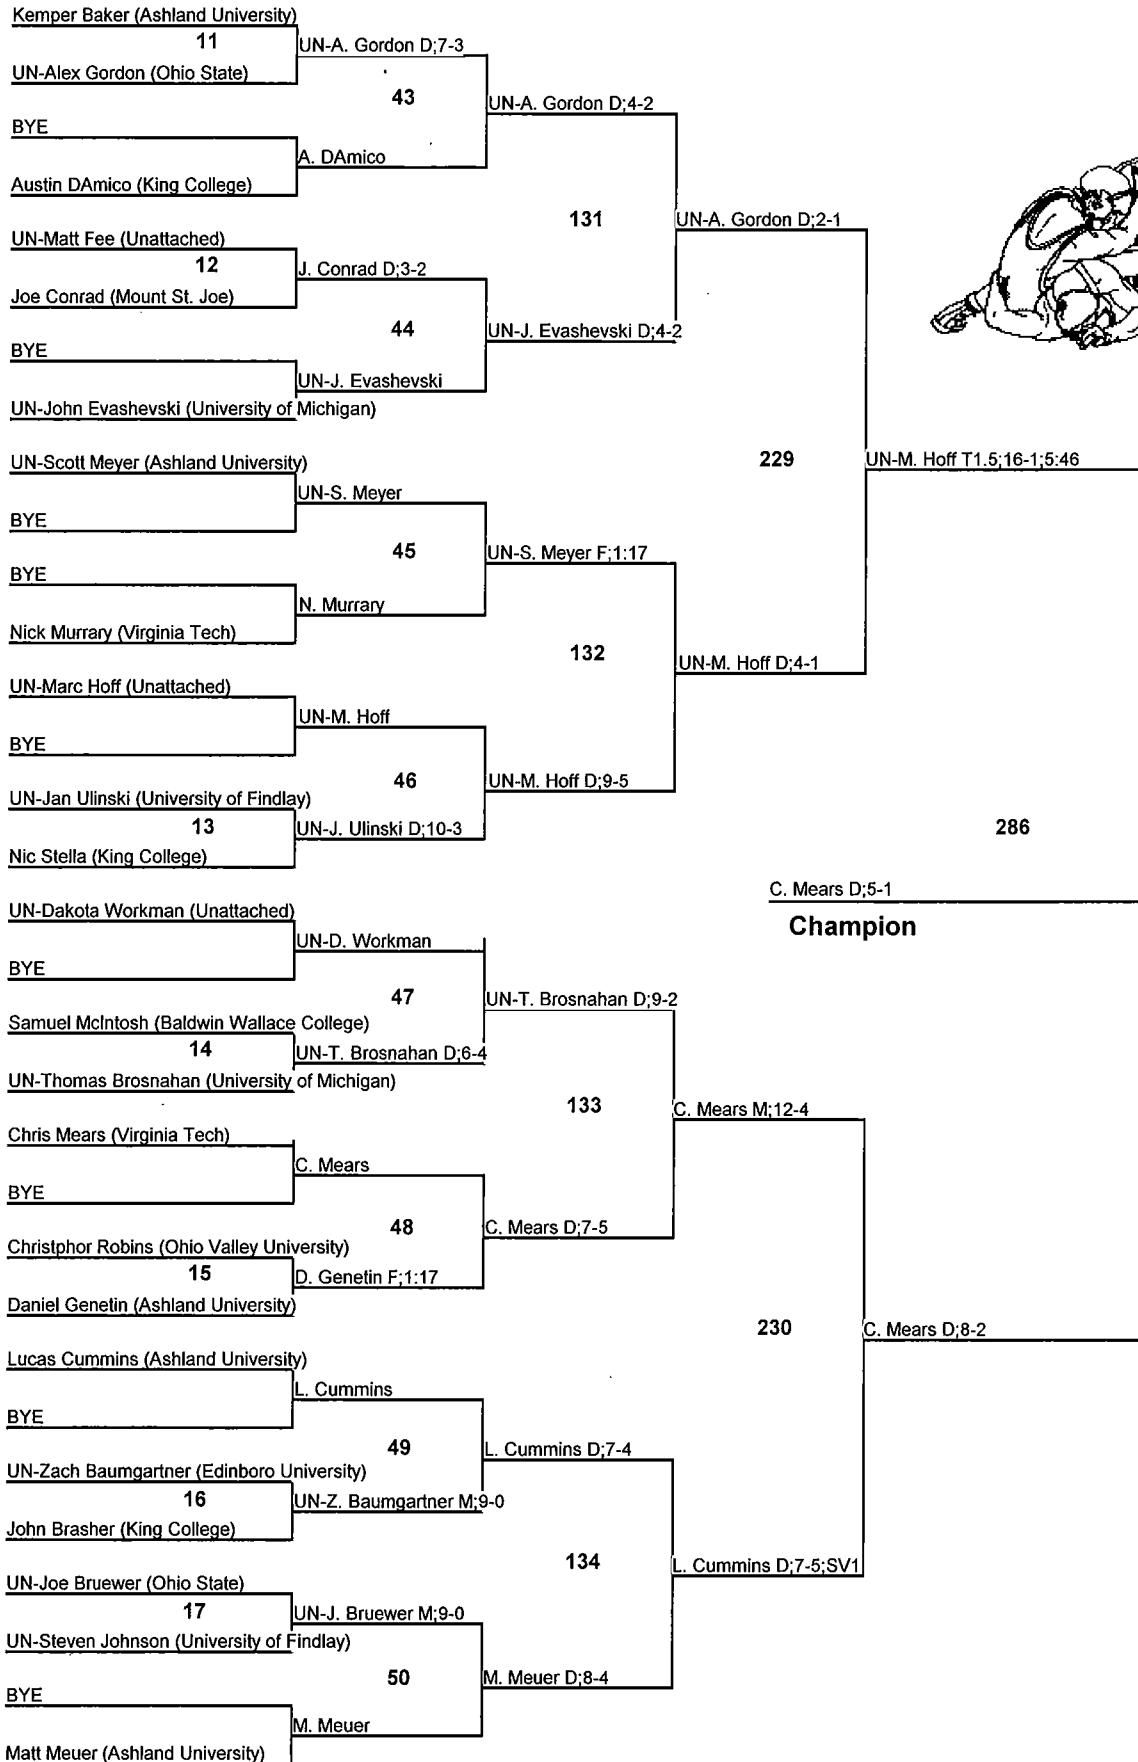 Kemper Baker (Ashland University)
11
UN-A. Gordon D;7-3
UN-Alex Gordon (Ohio State)
43
UN-A. Gordon D;4-2
BYE
A. DAmico
Austin DAmico (King College)
131
UN-A. Gordon D;2-1
UN-Matt Fee (Unattached)
12
J. Conrad D;3-2
Joe Conrad (Mount St. Joe)
44
UN-J. Evashevski D;4-2
BYE
UN-J. Evashevski
UN-John Evashevski (University of Michigan)
229
UN-M. Hoff T1.5;16-1;5:46
UN-Scott Meyer (Ashland University)
UN-S. Meyer
BYE
45
UN-S. Meyer F;1:17
BYE
N. Murrary
Nick Murrary (Virginia Tech)
132
UN-M. Hoff D;4-1
UN-Marc Hoff (Unattached)
UN-M. Hoff
BYE
46
UN-M. Hoff D;9-5
UN-Jan Ulinski (University of Findlay)
13
UN-J. Ulinski D;10-3
Nic Stella (King College)
286
C. Mears D;5-1
Champion
UN-Dakota Workman (Unattached)
UN-D. Workman
BYE
47
UN-T. Brosnahan D;9-2
Samuel McIntosh (Baldwin Wallace College)
14
UN-T. Brosnahan D;6-4
UN-Thomas Brosnahan (University of Michigan)
133
C. Mears M;12-4
Chris Mears (Virginia Tech)
C. Mears
BYE
48
C. Mears D;7-5
Christphor Robins (Ohio Valley University)
15
D. Genetin F;1:17
Daniel Genetin (Ashland University)
230
C. Mears D;8-2
Lucas Cummins (Ashland University)
L. Cummins
BYE
49
L. Cummins D;7-4
UN-Zach Baumgartner (Edinboro University)
16
UN-Z. Baumgartner M;9-0
John Brasher (King College)
134
L. Cummins D;7-5;SV1
UN-Joe Bruewer (Ohio State)
17
UN-J. Bruewer M;9-0
UN-Steven Johnson (University of Findlay)
50
M. Meuer D;8-4
BYE
M. Meuer
Matt Meuer (Ashland University)